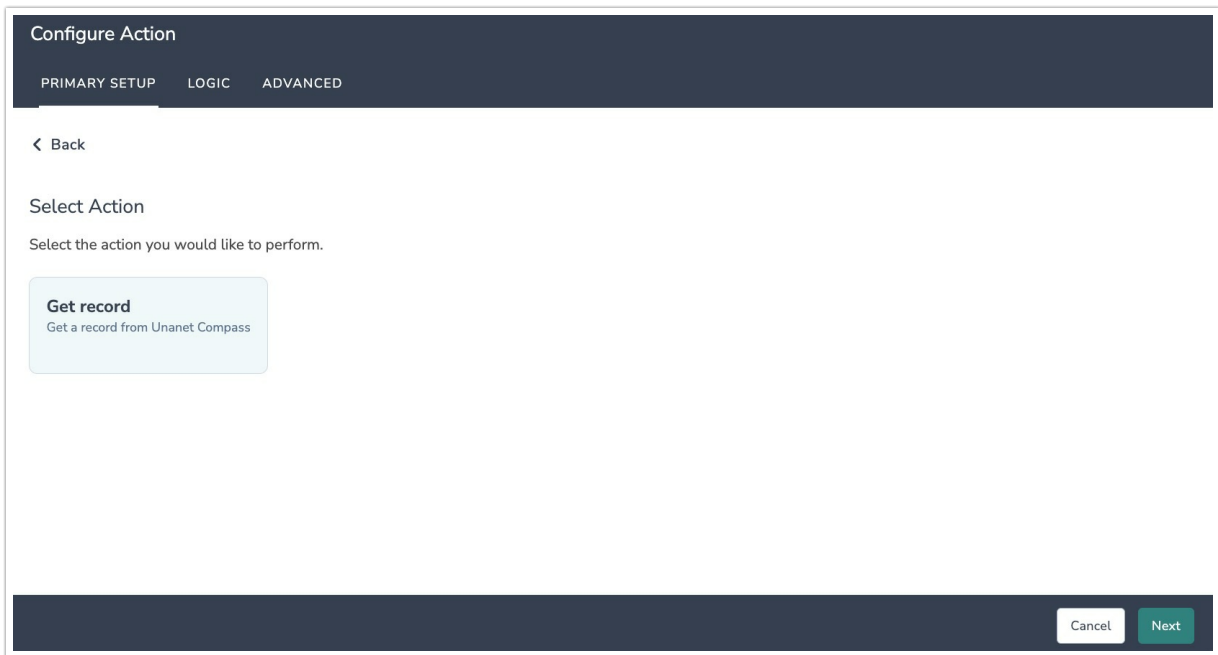 Configure Action
PRIMARY SETUP LOGIC ADVANCED
Back
Select Action
Select the action you would like to perform.
Get record
Get a record from Unanet Compass
Cancel Next